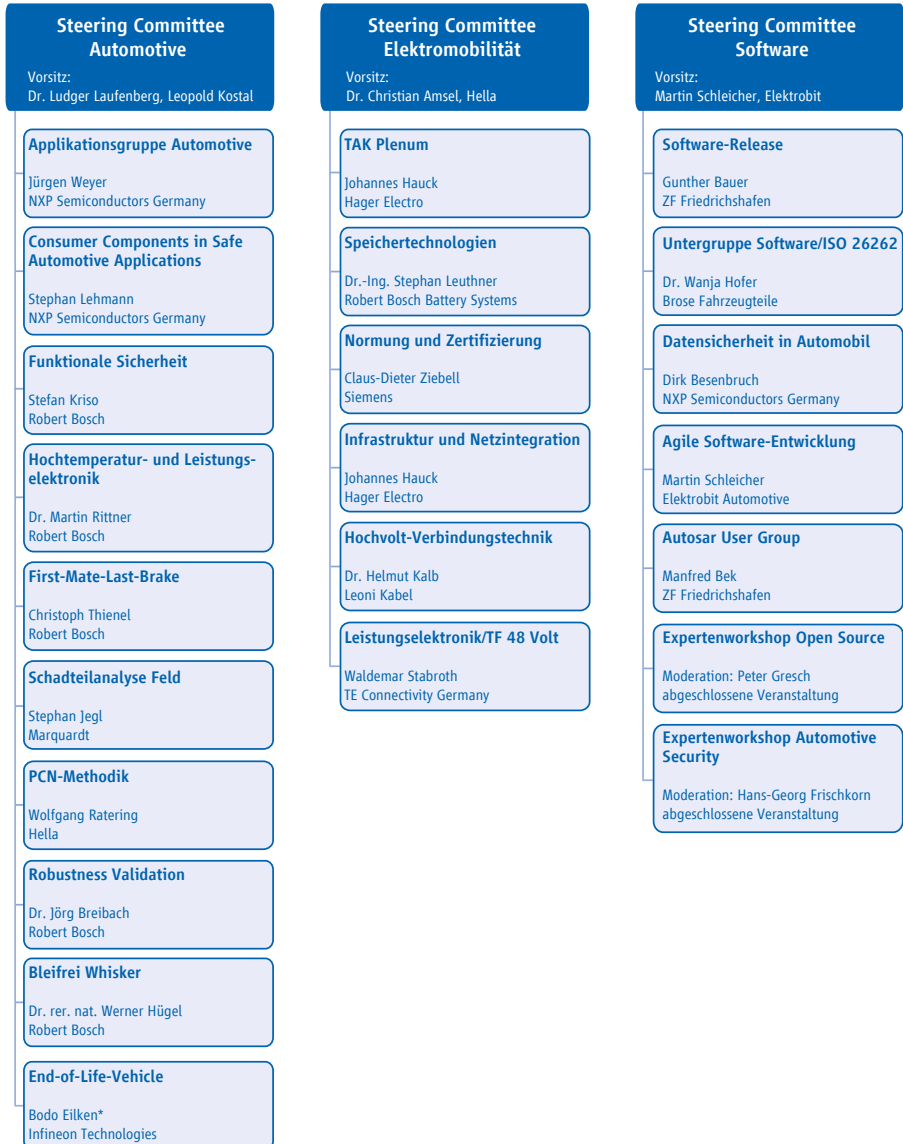 Steering Committee
Automotive
Vorsitz:
Dr. Ludger Laufenberg, Leopold Kostal
Applikationsgruppe Automotive
Jürgen Weyer
NXP Semiconductors Germany
Consumer Components in Safe
Automotive Applications
Stephan Lehmann
NXP Semiconductors Germany
Funktionale Sicherheit
Stefan Kriso
Robert Bosch
Hochtemperatur- und Leistungs-
elektronik
Dr. Martin Rittner
Robert Bosch
First-Mate-Last-Brake
Christoph Thienel
Robert Bosch
Schadteilanalyse Feld
Stephan Jegl
Marquardt
PCN-Methodik
Wolfgang Ratering
Hella
Robustness Validation
Dr. Jörg Breibach
Robert Bosch
Bleifrei Whisker
Dr. rer. nat. Werner Hügel
Robert Bosch
End-of-Life-Vehicle
Bodo Eilken*
Infineon Technologies
Steering Committee
Elektromobilität
Vorsitz:
Dr. Christian Amsel, Hella
TAK Plenum
Johannes Hauck
Hager Electro
Speichertechnologien
Dr.-Ing. Stephan Leuthner
Robert Bosch Battery Systems
Normung und Zertifizierung
Claus-Dieter Ziebell
Siemens
Infrastruktur und Netzintegration
Johannes Hauck
Hager Electro
Hochvolt-Verbindungstechnik
Dr. Helmut Kalb
Leoni Kabel
Leistungselektronik/TF 48 Volt
Waldemar Stabroth
TE Connectivity Germany
Steering Committee
Software
Vorsitz:
Martin Schleicher, Elektrobit
Software-Release
Gunther Bauer
ZF Friedrichshafen
Untergruppe Software/ISO 26262
Dr. Wanja Hofer
Brose Fahrzeugteile
Datensicherheit in Automobil
Dirk Besenbruch
NXP Semiconductors Germany
Agile Software-Entwicklung
Martin Schleicher
Elektrobit Automotive
Autosar User Group
Manfred Bek
ZF Friedrichshafen
Expertenworkshop Open Source
Moderation: Peter Gresch
abgeschlossene Veranstaltung
Expertenworkshop Automotive
Security
Moderation: Hans-Georg Frischkorn
abgeschlossene Veranstaltung